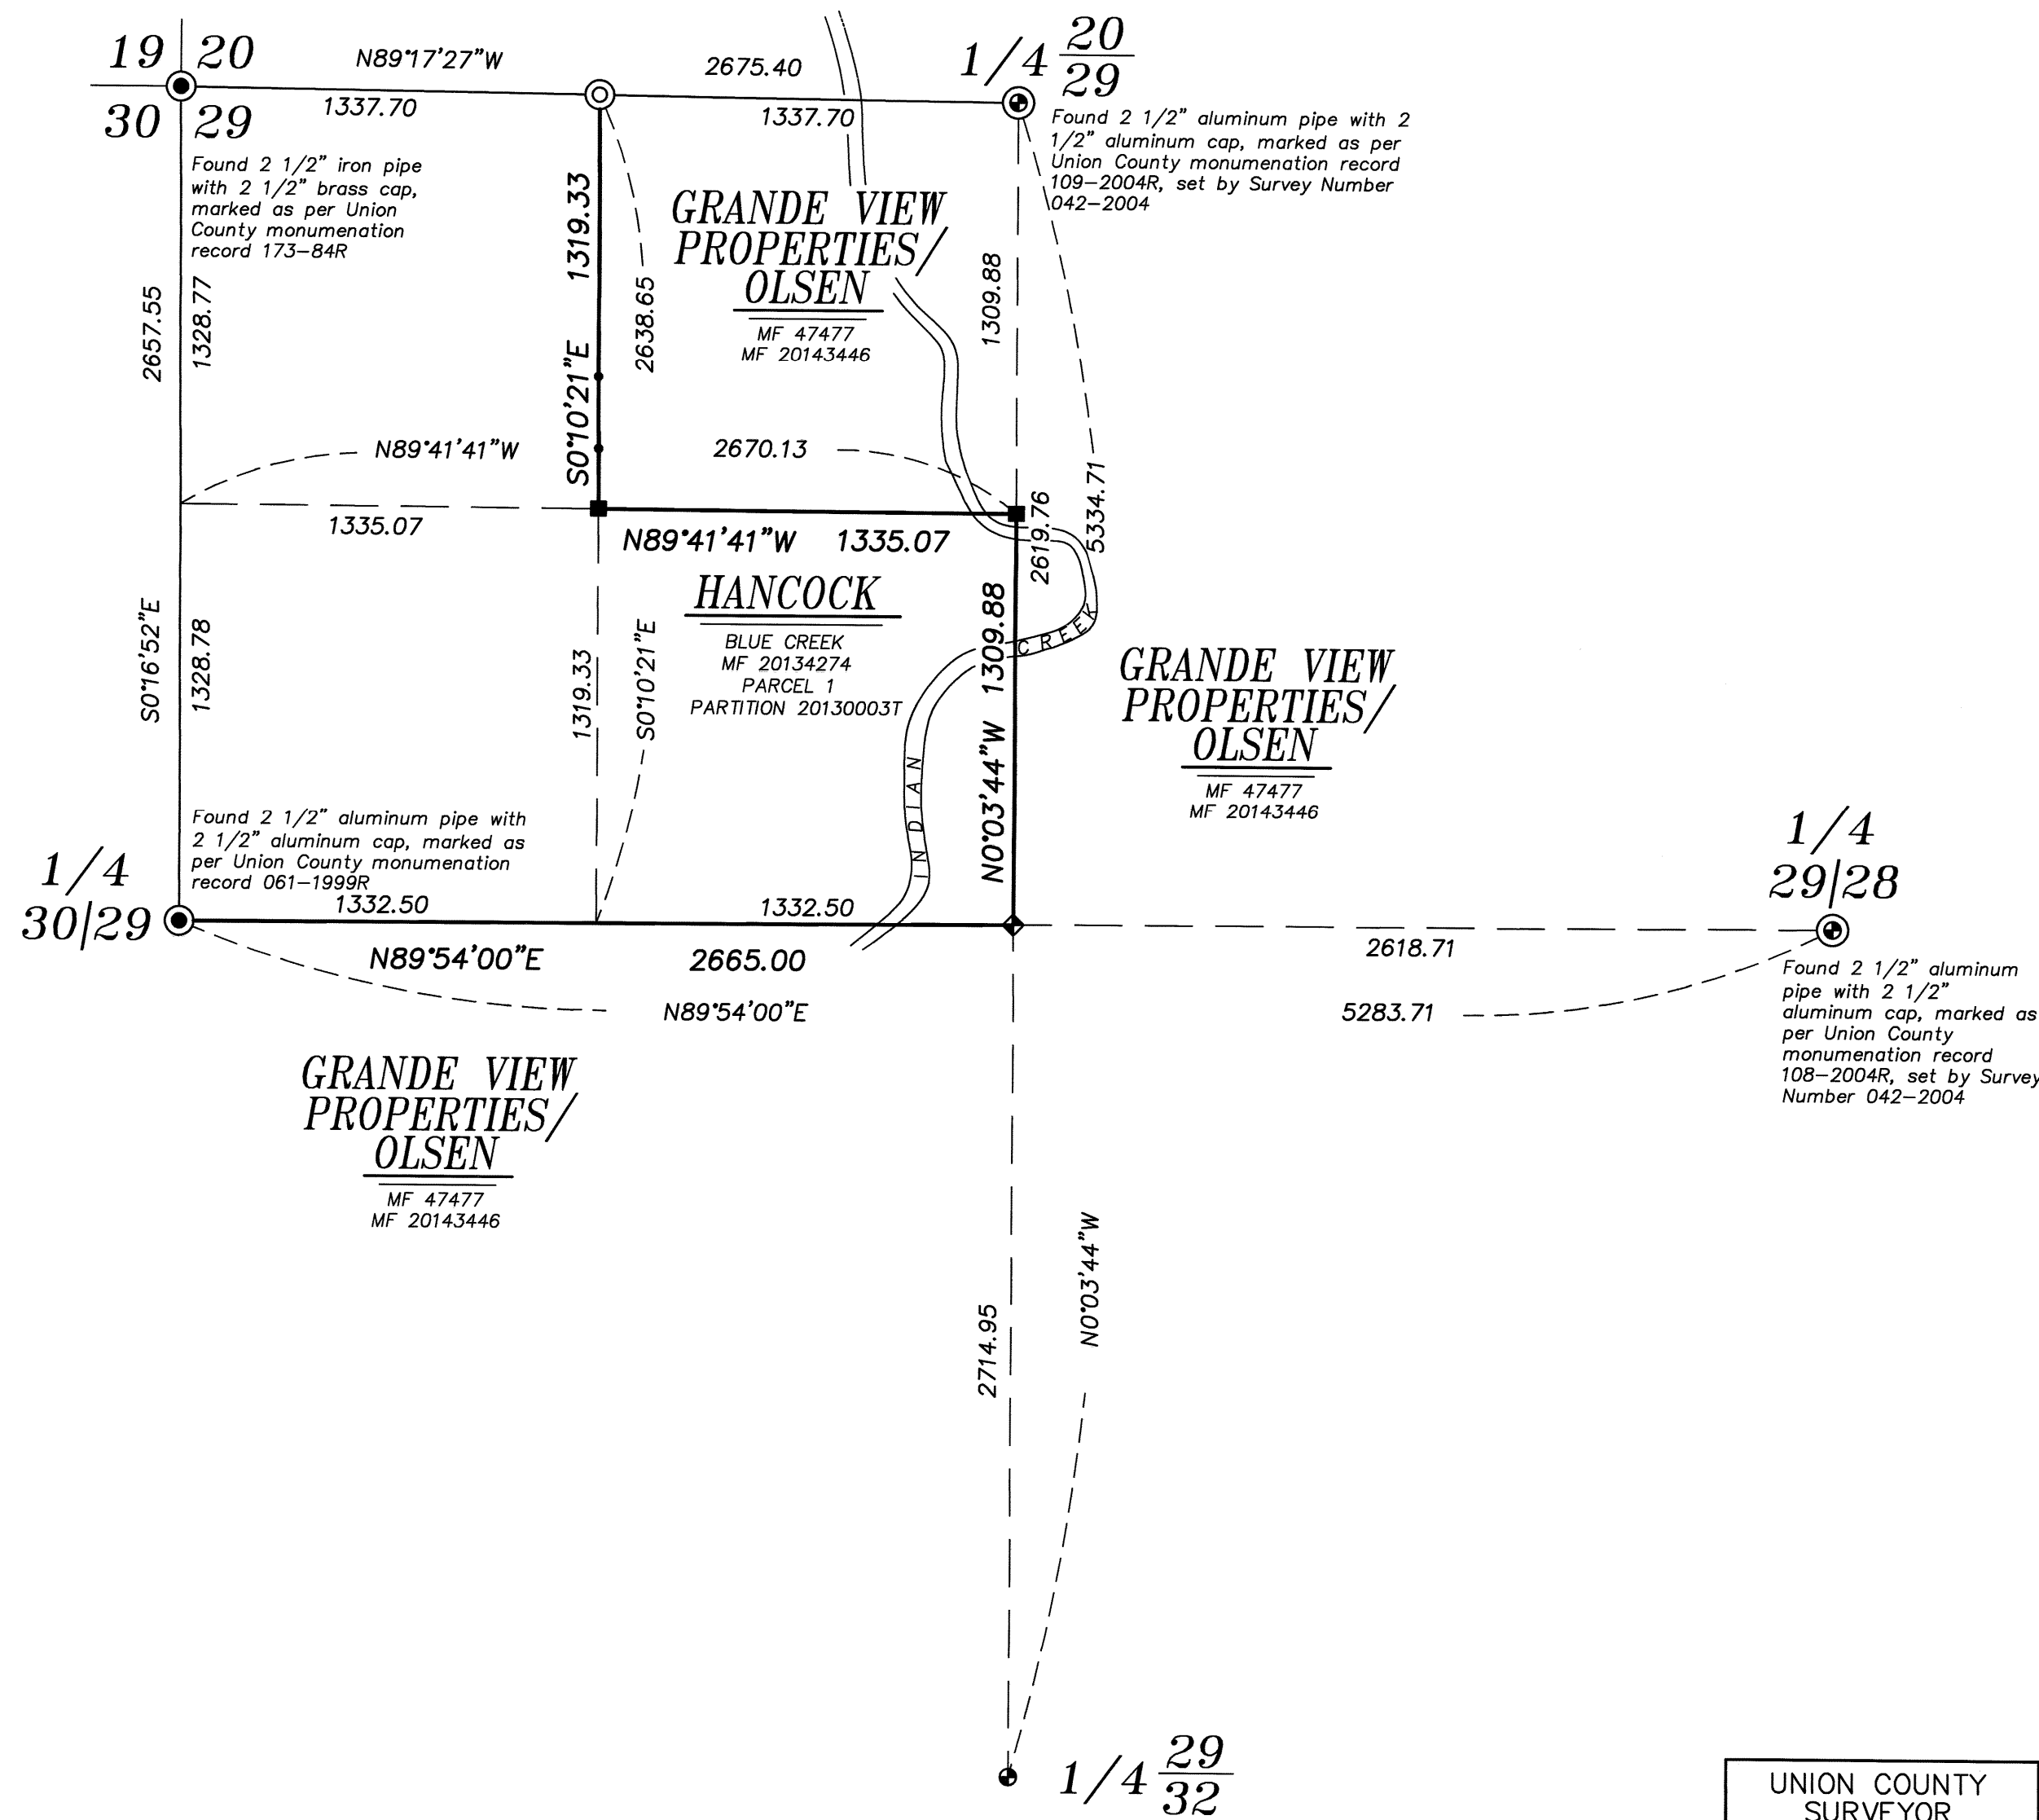 19 20
N89°17'27"W
2675.40
1/4 20
29
30 29
1337.70
1337.70
Found 2 1/2" aluminum pipe with 2
1/2" aluminum cap, marked as per
Union County monumenation record
109-2004R, set by Survey Number
042-2004
Found 2 1/2" iron pipe
with 2 1/2" brass cap,
marked as per Union
County monumenation
record 173-84R
2657.55
1328.77
S0°10'21"E 1319.33
2638.65
GRANDE VIEW
PROPERTIES/
OLSEN
MF 47477
MF 20143446
1309.88
5334.71
N89°41'41"W
2670.13
2619.76
1335.07
N89°41'41"W 1335.07
HANCOCK
BLUE CREEK
MF 20134274
PARCEL 1
PARTITION 20130003T
S0°16'52"E
1328.78
1319.33
S0°10'21"E
N0°03'44"W 1309.88
INDIAN
CREEK
GRANDE VIEW
PROPERTIES/
OLSEN
MF 47477
MF 20143446
Found 2 1/2" aluminum pipe with
2 1/2" aluminum cap, marked as
per Union County monumenation
record 061-1999R
1/4
30|29
1332.50
1332.50
1/4
29|28
N89°54'00"E
2665.00
2618.71
N89°54'00"E
5283.71
Found 2 1/2" aluminum
pipe with 2 1/2"
aluminum cap, marked as
per Union County
monumenation record
108-2004R, set by Survey
Number 042-2004
GRANDE VIEW
PROPERTIES/
OLSEN
MF 47477
MF 20143446
2714.95
N0°03'44"W
1/4 29
32
UNION COUNTY
SURVEYOR